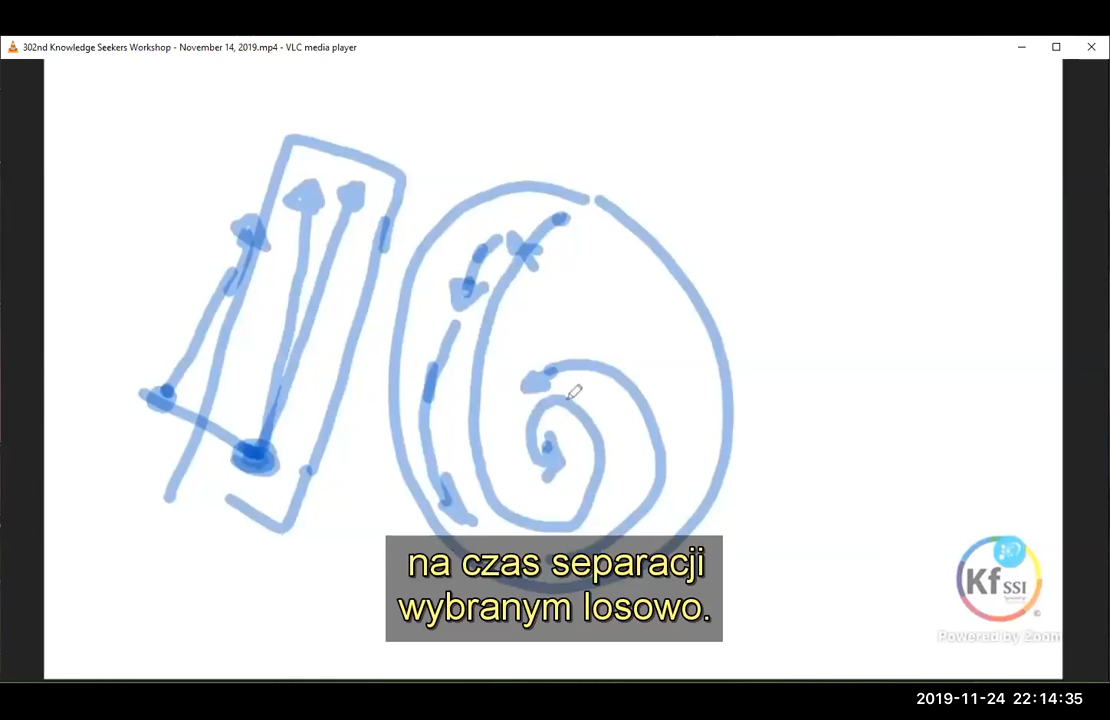 302nd Knowledge Seekers Workshop - November 14, 2019.mp4 - VLC media player
na czas separacji
wybranym losowo.
Kf SSI
©
Powered by Zoom
2019-11-24 22:14:35